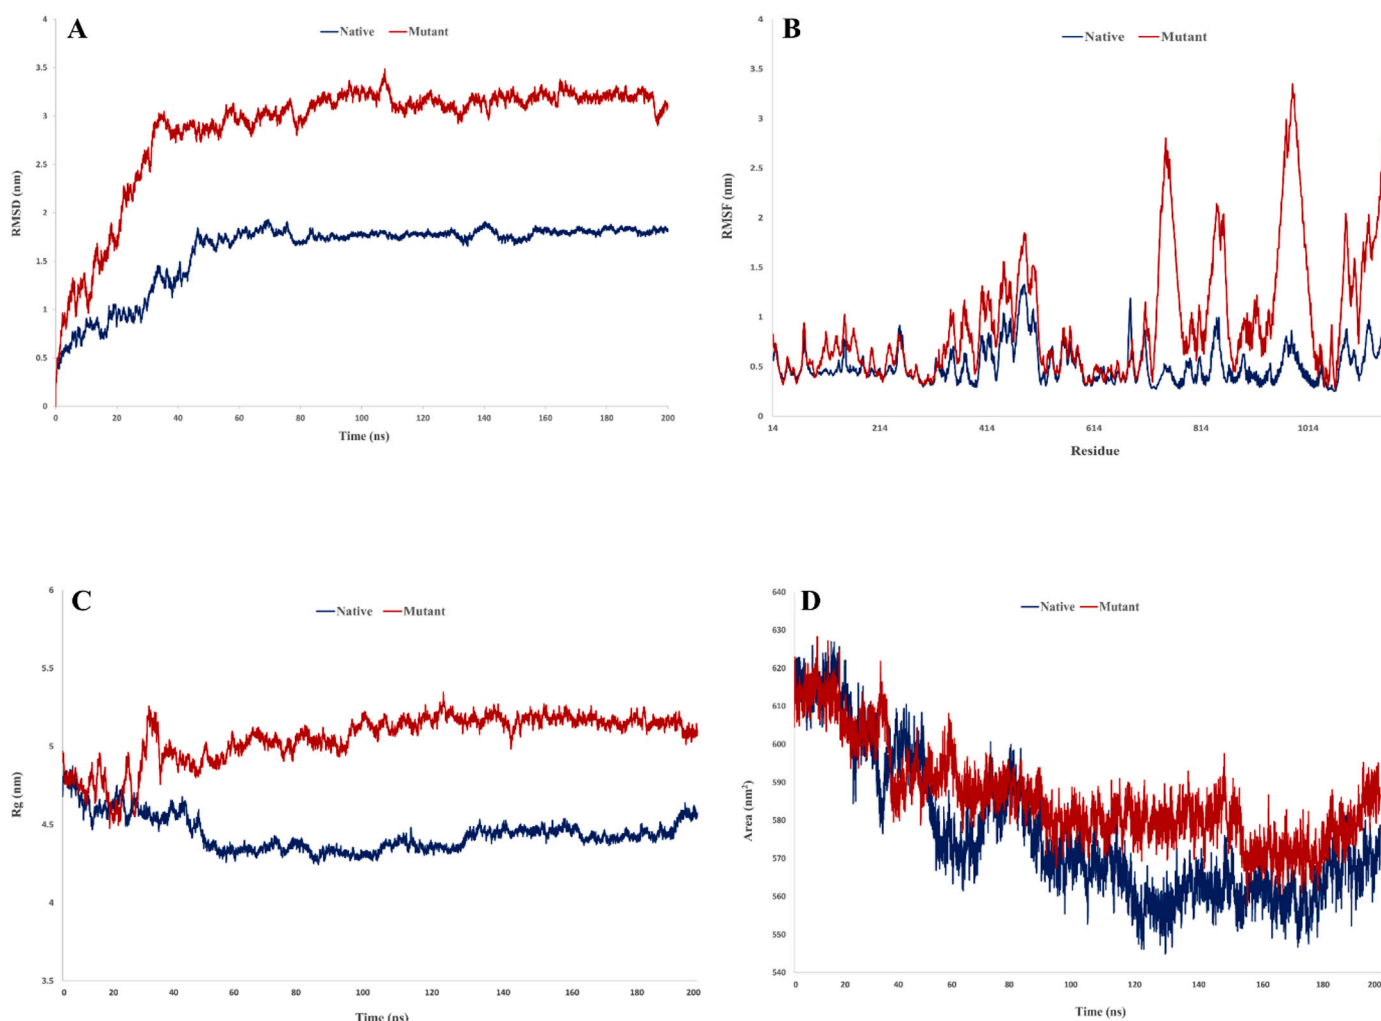 A
Native Mutant
4
3.5
3
2.5
2
1.5
1
0.5
0
RMSD (nm)
0 20 40 60 80 100 120 140 160 180 200
Time (ns)
B
Native Mutant
4
3.5
3
2.5
2
1.5
1
0.5
0
RMSF (nm)
14 214 414 614 814 1014
Residue
C
Native Mutant
6
5.5
5
4.5
4
3.5
Rg (nm)
0 20 40 60 80 100 120 140 160 180 200
Time (ns)
D
Native Mutant
640
630
620
610
600
590
580
570
560
550
540
Area (nm²)
0 20 40 60 80 100 120 140 160 180 200
Time (ns)